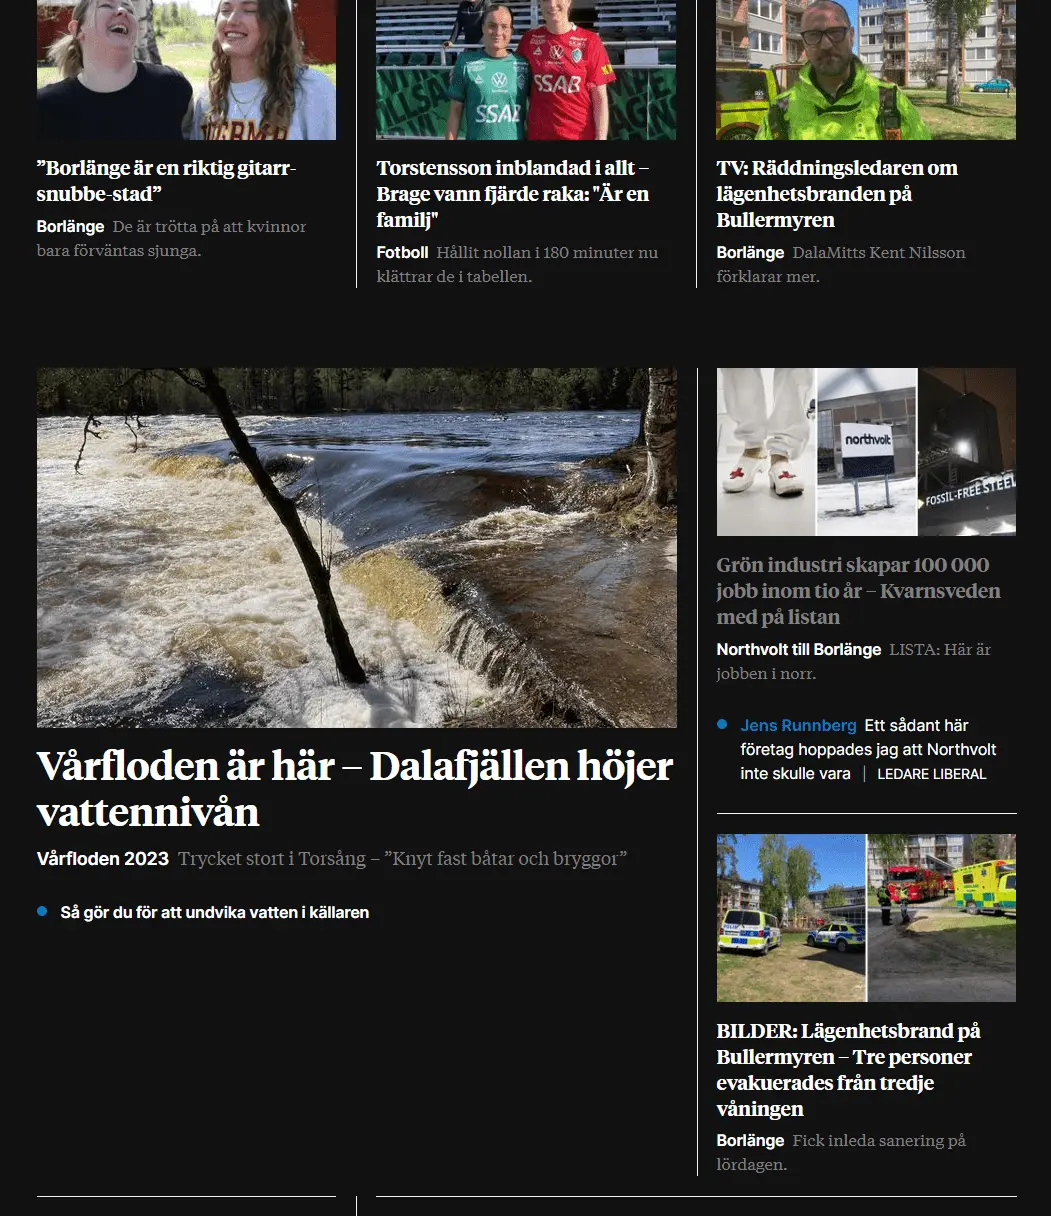 ”Borlänge är en riktig gitarr-
snubbe-stad”
Borlänge De är trötta på att kvinnor
bara förväntas sjunga.
SSAB
SSAB
Torstensson inblandad i allt –
Brage vann fjärde raka: "Är en
familj"
Fotboll Hållit nollan i 180 minuter nu
klättrar de i tabellen.
TV: Räddningsledaren om
lägenhetsbranden på
Bullermyren
Borlänge DalaMitts Kent Nilsson
förklarar mer.
Vårfloden är här – Dalafjällen höjer
vattennivån
Vårfloden 2023 Trycket stort i Torsång – ”Knyt fast båtar och bryggor”
Så gör du för att undvika vatten i källaren
northvolt
FOSSIL-FREE STEEL
Grön industri skapar 100 000
jobb inom tio år – Kvarnsveden
med på listan
Northvolt till Borlänge LISTA: Här är
jobben i norr.
Jens Runnberg Ett sådant här
företag hoppades jag att Northvolt
inte skulle vara | LEDARE LIBERAL
BILDER: Lägenhetsbrand på
Bullermyren – Tre personer
evakuerades från tredje
våningen
Borlänge Fick inleda sanering på
lördagen.